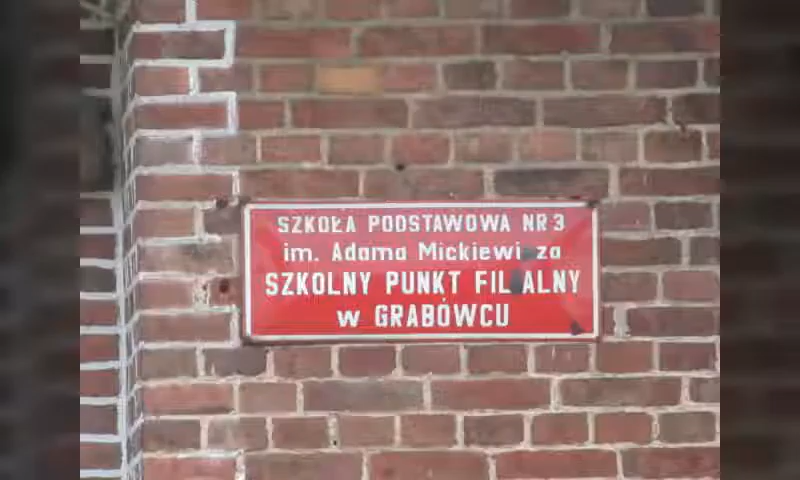 SZKOŁA PODSTAWOWA NR 3
im. Adama Mickiewicza
SZKOLNY PUNKT FILIALNY
w GRABÓWCU